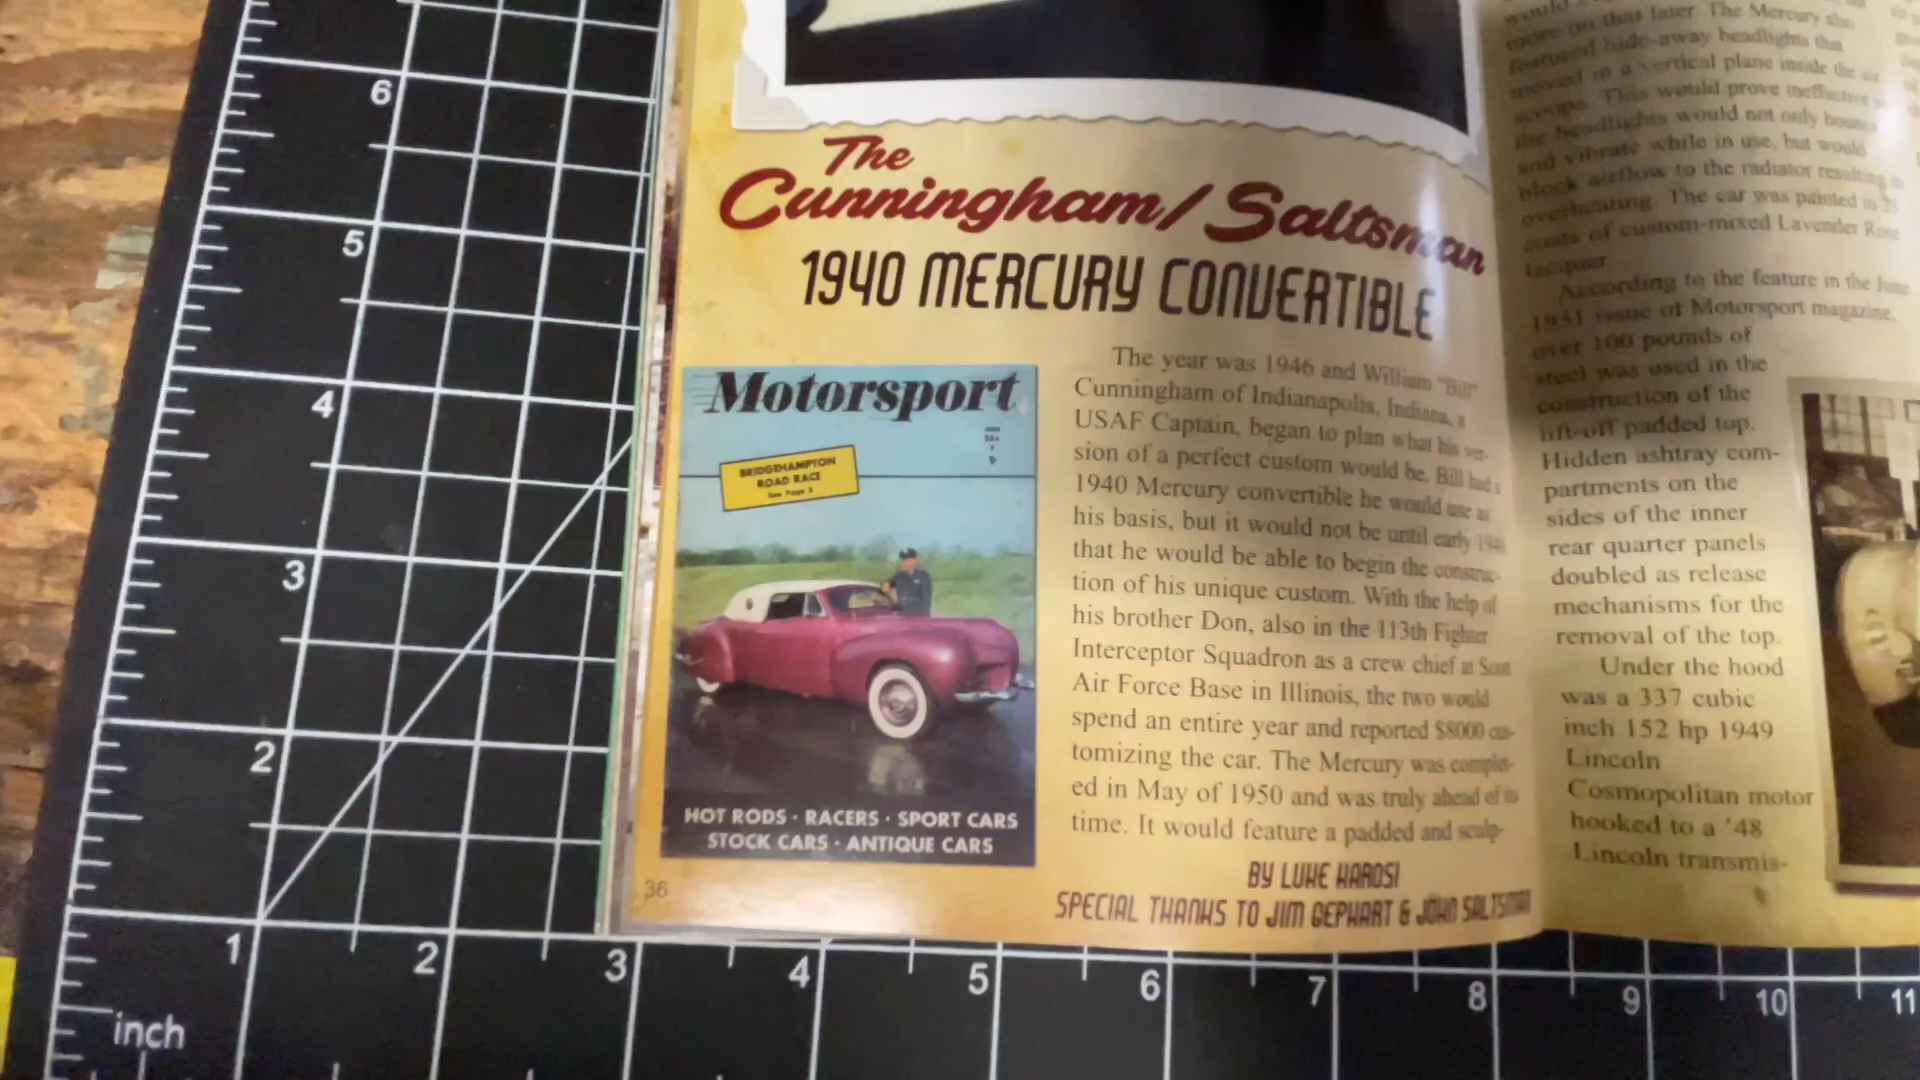 The
Cunningham/Saltsman
1940 MERCURY CONVERTIBLE
Motorsport
BRIDGEHAMPTON
ROAD RACE
See Page
HOT RODS · RACERS · SPORT CARS
STOCK CARS · ANTIQUE CARS
36
The year was 1946 and William "Bill"
Cunningham of Indianapolis, Indiana, a
USAF Captain, began to plan what his ver-
sion of a perfect custom would be. Bill had a
1940 Mercury convertible he would use as
his basis, but it would not be until early
that he would be able to begin the construc-
tion of his unique custom. With the help of
his brother Don, also in the 113th Fighter
Interceptor Squadron as a crew chief at Scott
Air Force Base in Illinois, the two would
spend an entire year and reported $8000 cus-
tomizing the car. The Mercury was complet-
ed in May of 1950 and was truly ahead of its
time. It would feature a padded and sculp-
BY LUKE KAROSI
SPECIAL THANKS TO JIM GEPHART & JOHN SALTSMAN
would
more on that later. The Mercury also
featured hide-away headlights that
moved in a vertical plane inside the air
scoops. This would prove ineffective
the headlights would not only bounce
and vibrate while in use, but would
block airflow to the radiator resulting in
overheating. The car was painted in 25
coats of custom-mixed Lavender Rose
lacquer.
According to the feature in the June
1951 issue of Motorsport magazine,
over 100 pounds of
steel was used in the
construction of the
lift-off padded top.
Hidden ashtray com-
partments on the
sides of the inner
rear quarter panels
doubled as release
mechanisms for the
removal of the top.
Under the hood
was a 337 cubic
inch 152 hp 1949
Lincoln
Cosmopolitan motor
hooked to a '48
Lincoln transmis-
6
5
4
3
2
1 2 3 4 5 6 7 8 9 10 11
inch